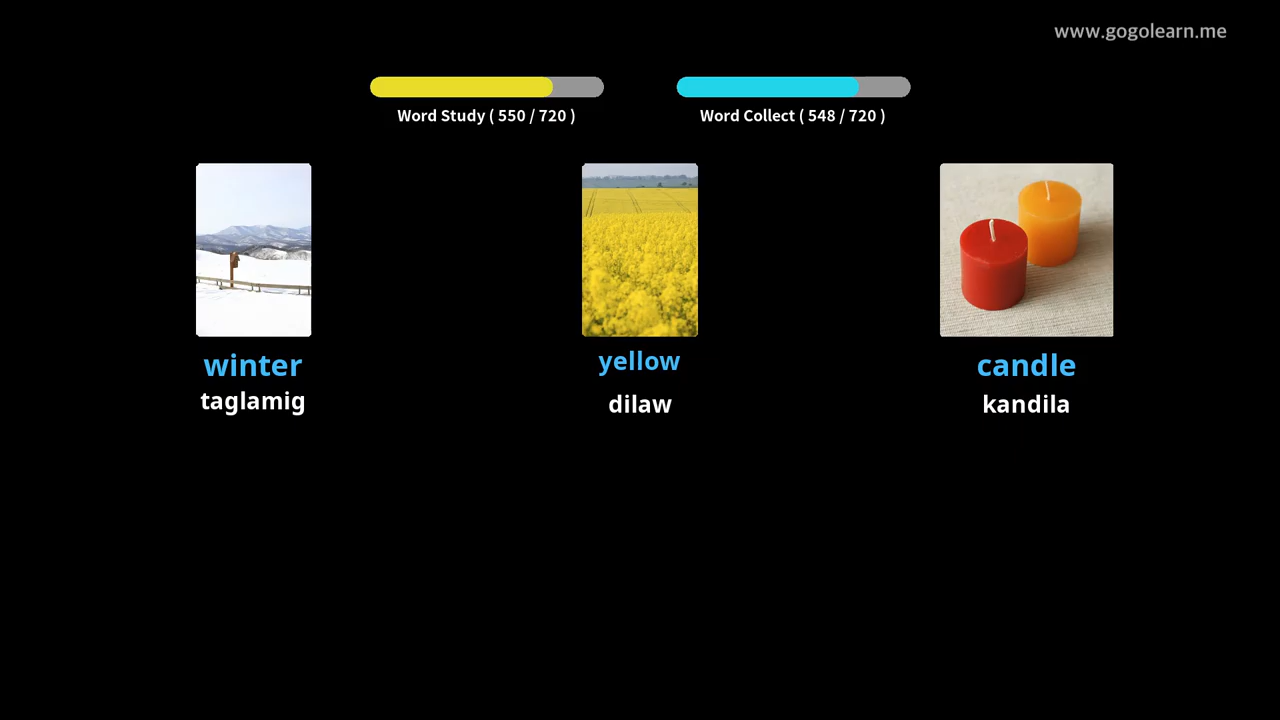 www.gogolearn.me
Word Study ( 550 / 720 )
Word Collect ( 548 / 720 )
winter
taglamig
yellow
dilaw
candle
kandila